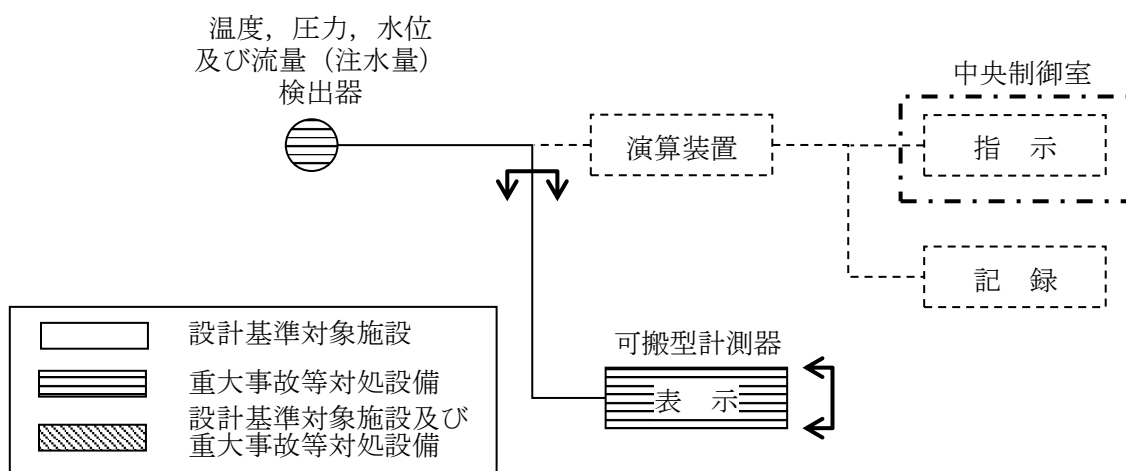 温度，圧力，水位
及び流量（注水量）
検出器
中央制御室
演算装置
指　示
記　録
可搬型計測器
表　示
設計基準対象施設
重大事故等対処設備
設計基準対象施設及び
重大事故等対処設備